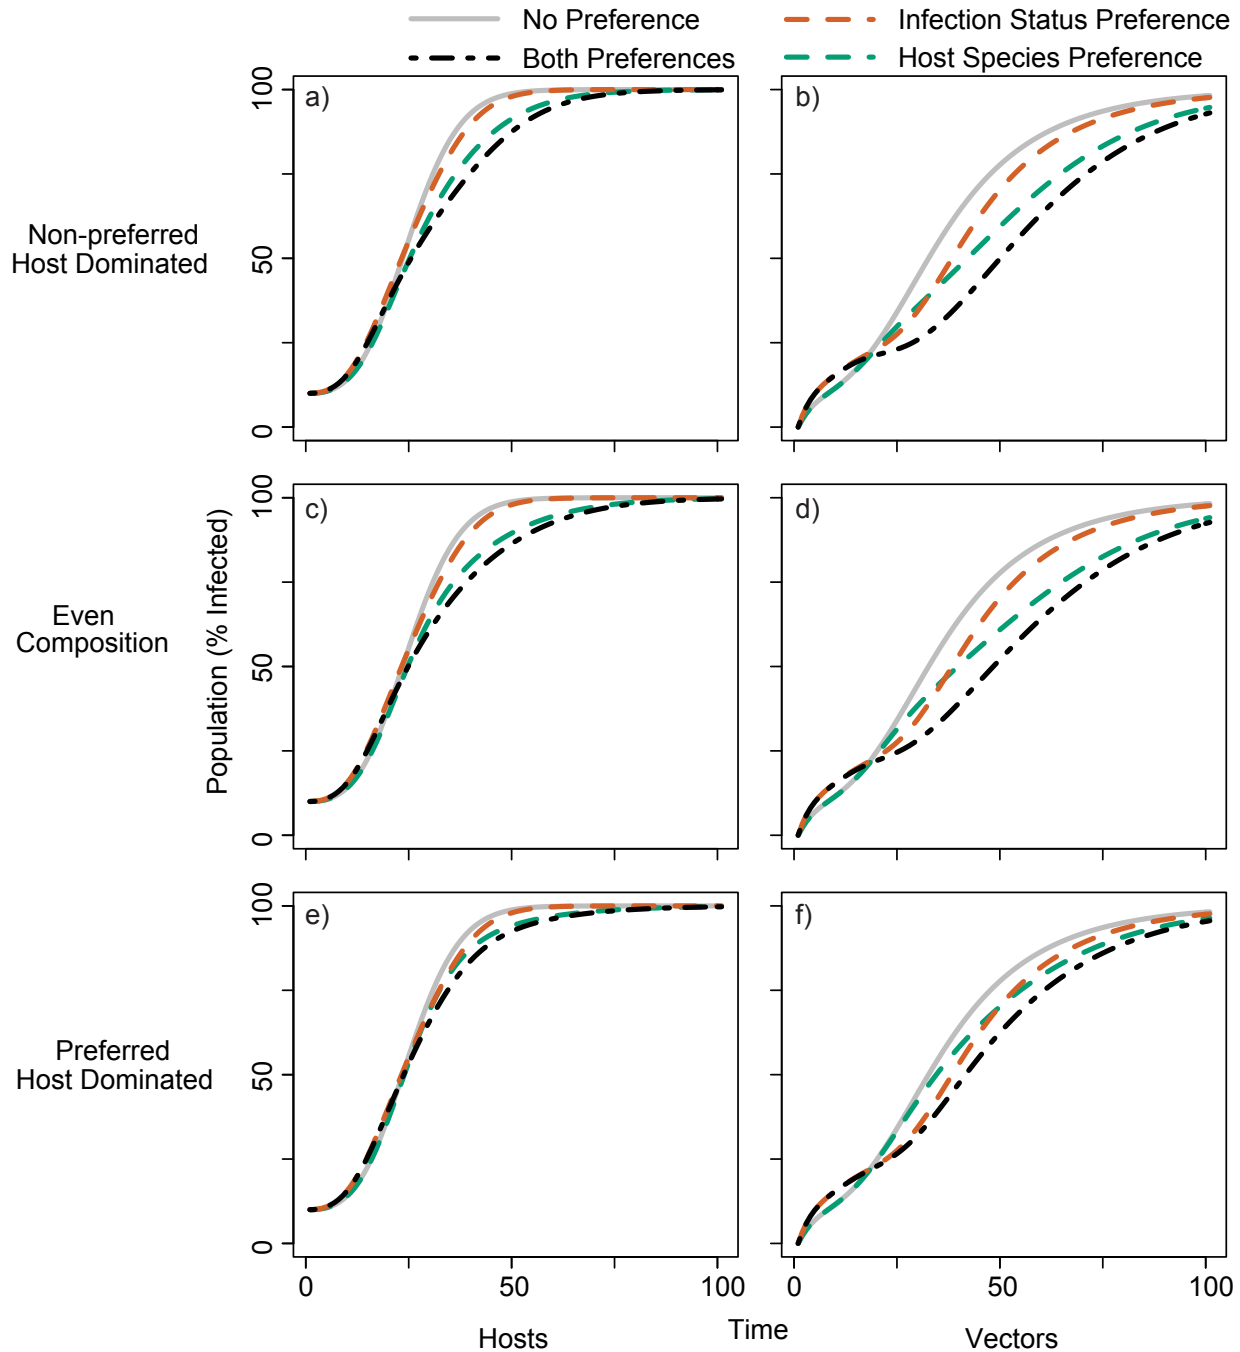 No Preference
Infection Status Preference
Both Preferences
Host Species Preference
Non-preferred
Host Dominated
a)
100
50
0
b)
Even
Composition
Population (% Infected)
c)
100
50
0
d)
Preferred
Host Dominated
e)
100
50
0
f)
0 50 100
0 50 100
Time
Hosts
Vectors